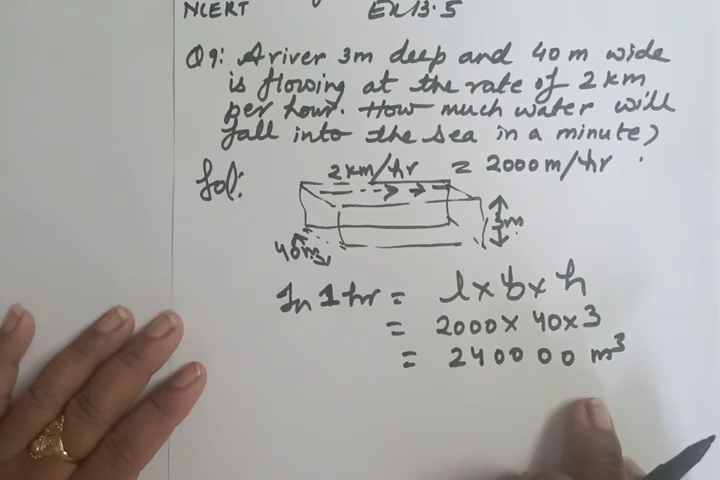 NCERT Ex 13.5
Q9: A river 3m deep and 40 m wide
is flowing at the rate of 2 km
per hour. How much water will
fall into the sea in a minute?
Sol: 2 km/hr = 2000 m/hr
3m
40m
In 1 hr = l x b x h
= 2000 x 40 x 3
= 240000 m³